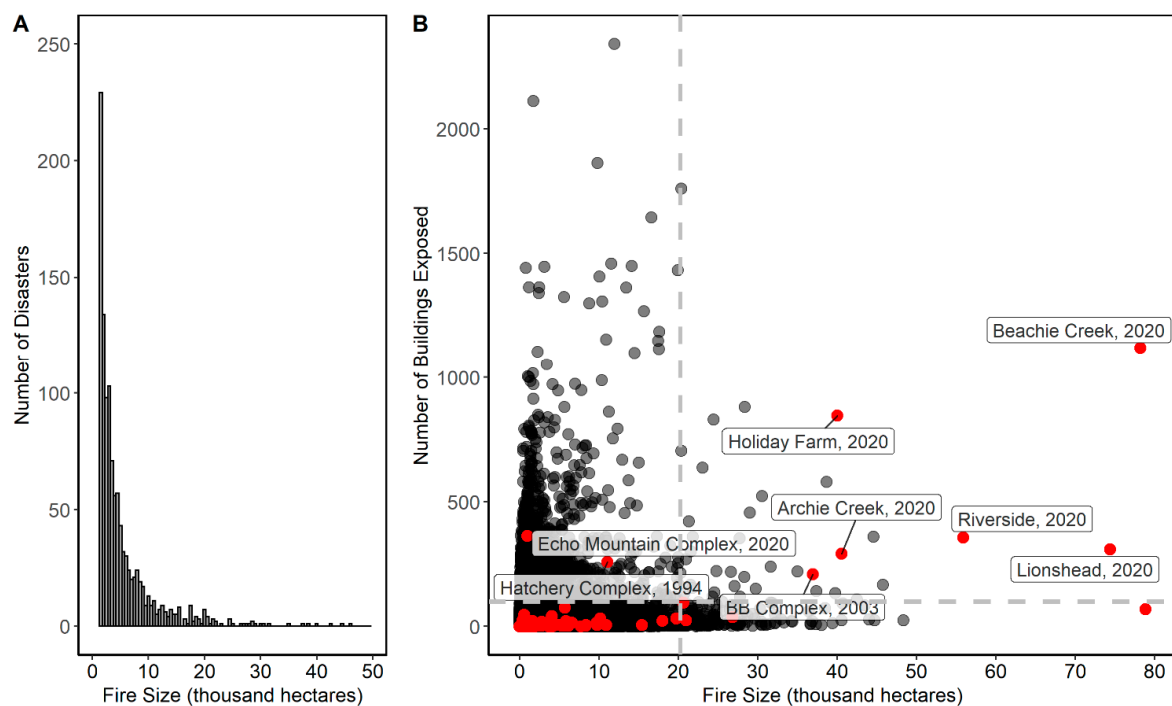 A
250
200
150
100
50
0
Number of Disasters
0 10 20 30 40 50
Fire Size (thousand hectares)
B
2000
1500
1000
500
0
Number of Buildings Exposed
Beachie Creek, 2020
Holiday Farm, 2020
Archie Creek, 2020
Riverside, 2020
Echo Mountain Complex, 2020
Lionshead, 2020
Hatchery Complex, 1994
BB Complex, 2003
0 10 20 30 40 50 60 70 80
Fire Size (thousand hectares)